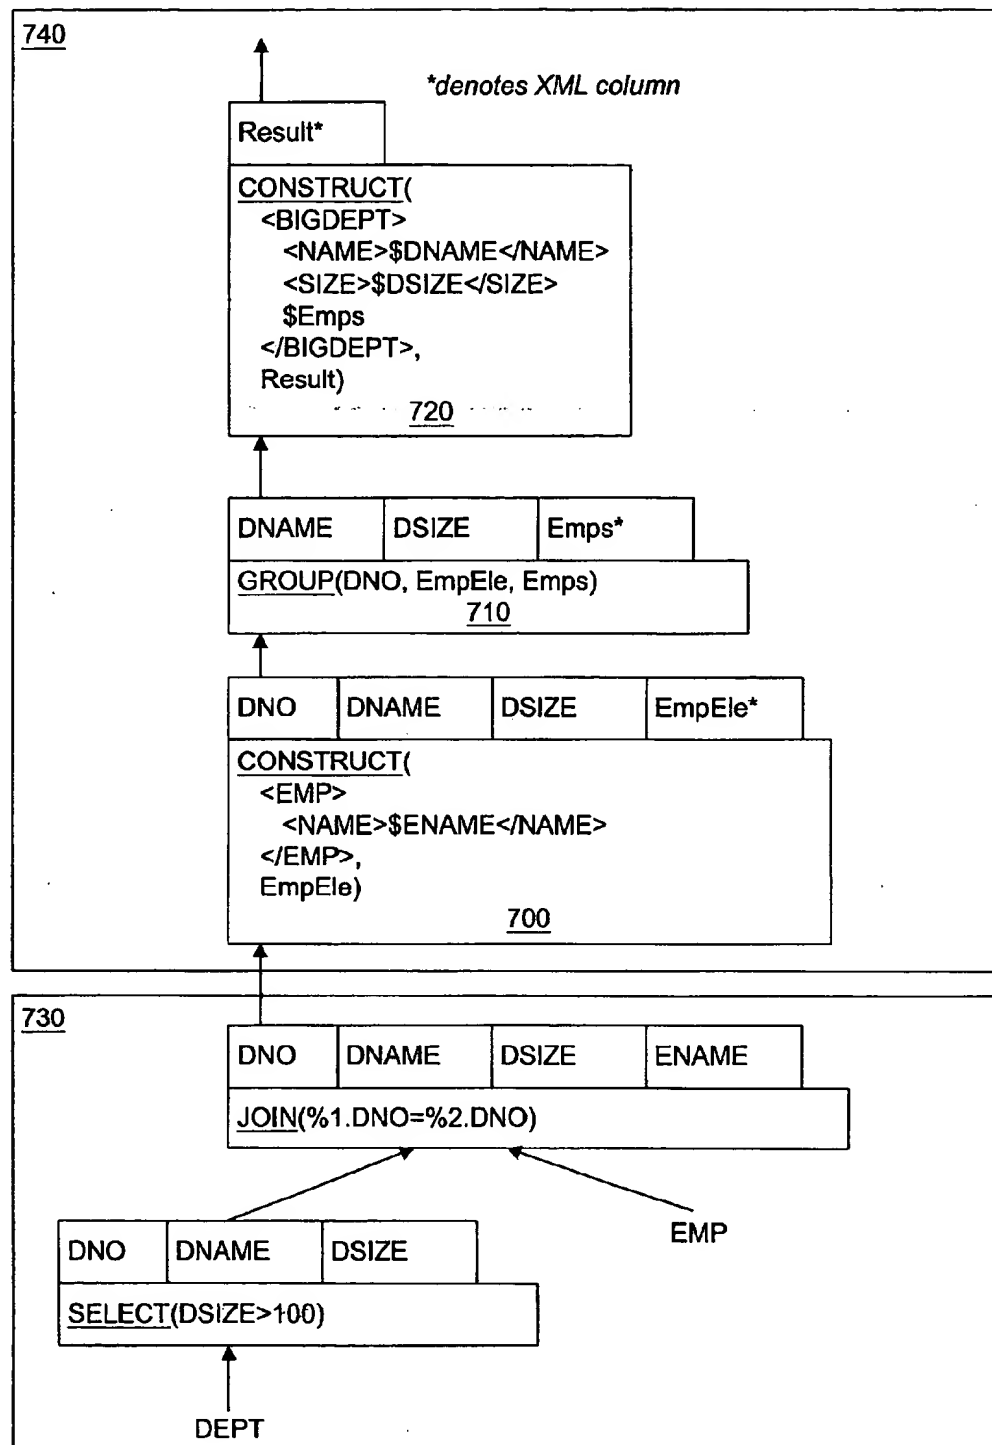 740
*denotes XML column
Result*
CONSTRUCT(
<BIGDEPT>
<NAME>$DNAME</NAME>
<SIZE>$DSIZE</SIZE>
$Emps
</BIGDEPT>,
Result)
720
DNAME DSIZE Emps*
GROUP(DNO, EmpEle, Emps)
710
DNO DNAME DSIZE EmpEle*
CONSTRUCT(
<EMP>
<NAME>$ENAME</NAME>
</EMP>,
EmpEle)
700
730
DNO DNAME DSIZE ENAME
JOIN(%1.DNO=%2.DNO)
EMP
DNO DNAME DSIZE
SELECT(DSIZE>100)
DEPT